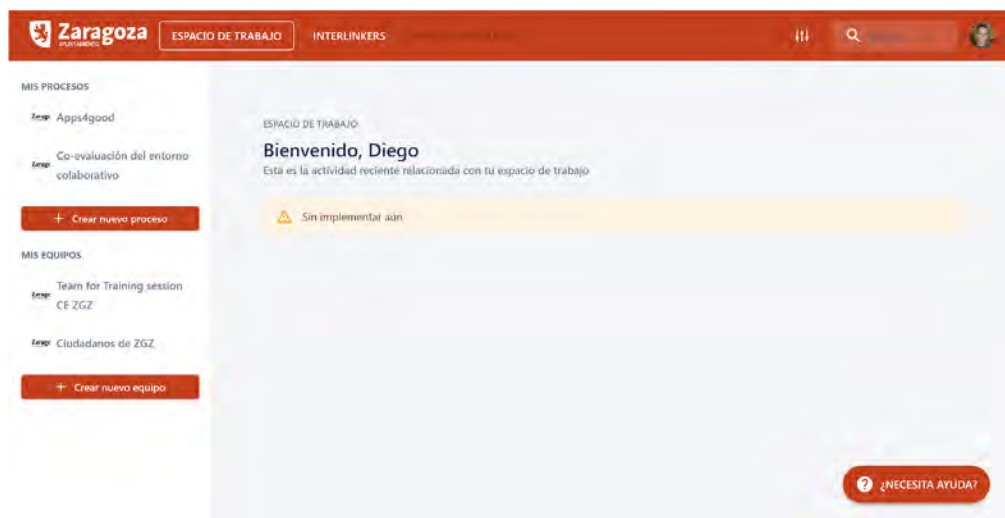 Zaragoza
AYUNTAMIENTO
ESPACIO DE TRABAJO
INTERLINKERS
MIS PROCESOS
Apps4good
Co-evaluación del entorno
colaborativo
+ Crear nuevo proceso
MIS EQUIPOS
Team for Training session
CE ZGZ
Ciudadanos de ZGZ
+ Crear nuevo equipo
ESPACIO DE TRABAJO
Bienvenido, Diego
Esta es la actividad reciente relacionada con tu espacio de trabajo
Sin implementar aún
¿NECESITA AYUDA?